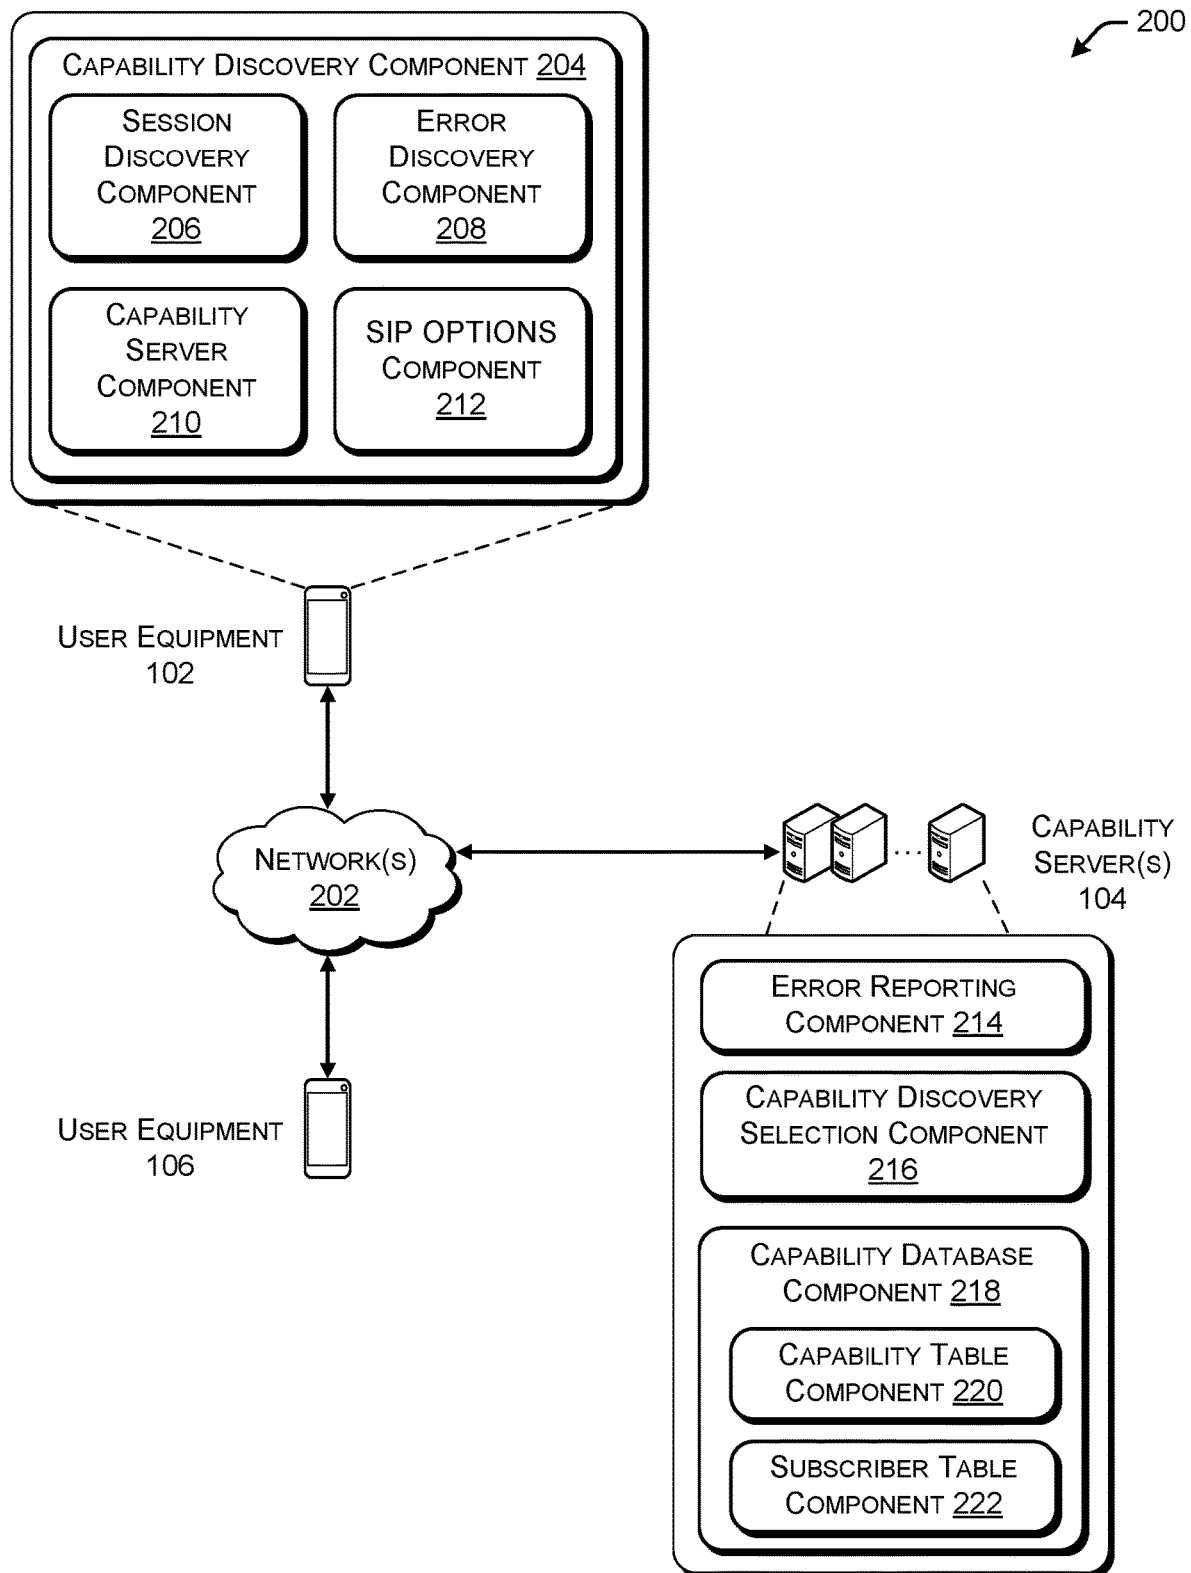 200
CAPABILITY DISCOVERY COMPONENT 204
SESSION
DISCOVERY
COMPONENT
206
ERROR
DISCOVERY
COMPONENT
208
CAPABILITY
SERVER
COMPONENT
210
SIP OPTIONS
COMPONENT
212
USER EQUIPMENT
102
NETWORK(S)
202
CAPABILITY
SERVER(S)
104
USER EQUIPMENT
106
ERROR REPORTING
COMPONENT 214
CAPABILITY DISCOVERY
SELECTION COMPONENT
216
CAPABILITY DATABASE
COMPONENT 218
CAPABILITY TABLE
COMPONENT 220
SUBSCRIBER TABLE
COMPONENT 222